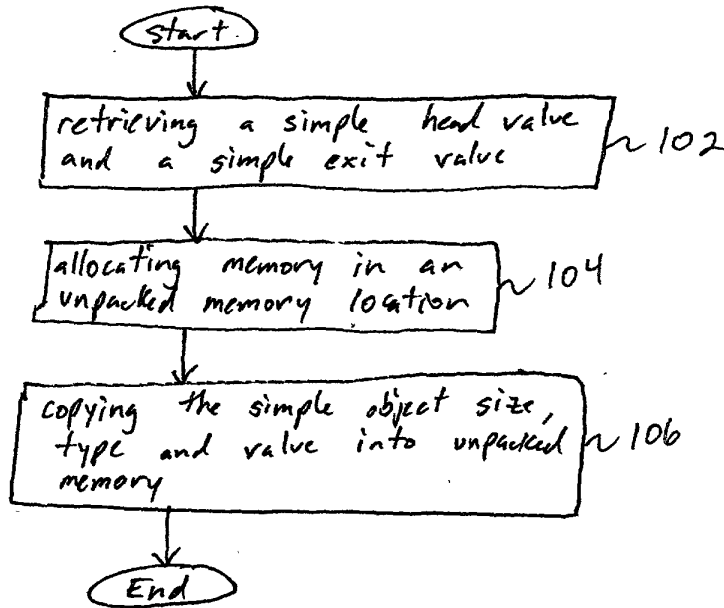 start
retrieving a simple head value
and a simple exit value
102
allocating memory in an
unpacked memory location
104
copying the simple object size,
type and value into unpacked
memory
106
End